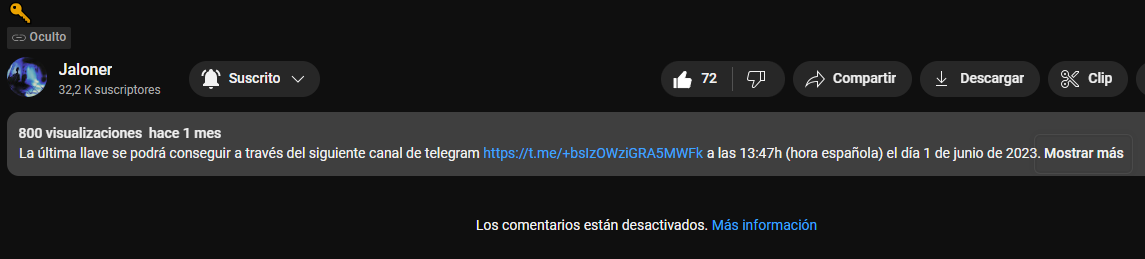 Oculto
Jaloner
32,2 K suscriptores
Suscrito
72
Compartir
Descargar
Clip
800 visualizaciones hace 1 mes
La última llave se podrá conseguir a través del siguiente canal de telegram https://t.me/+bsIzOWziGRA5MWFk a las 13:47h (hora española) el día 1 de junio de 2023. Mostrar más
Los comentarios están desactivados. Más información